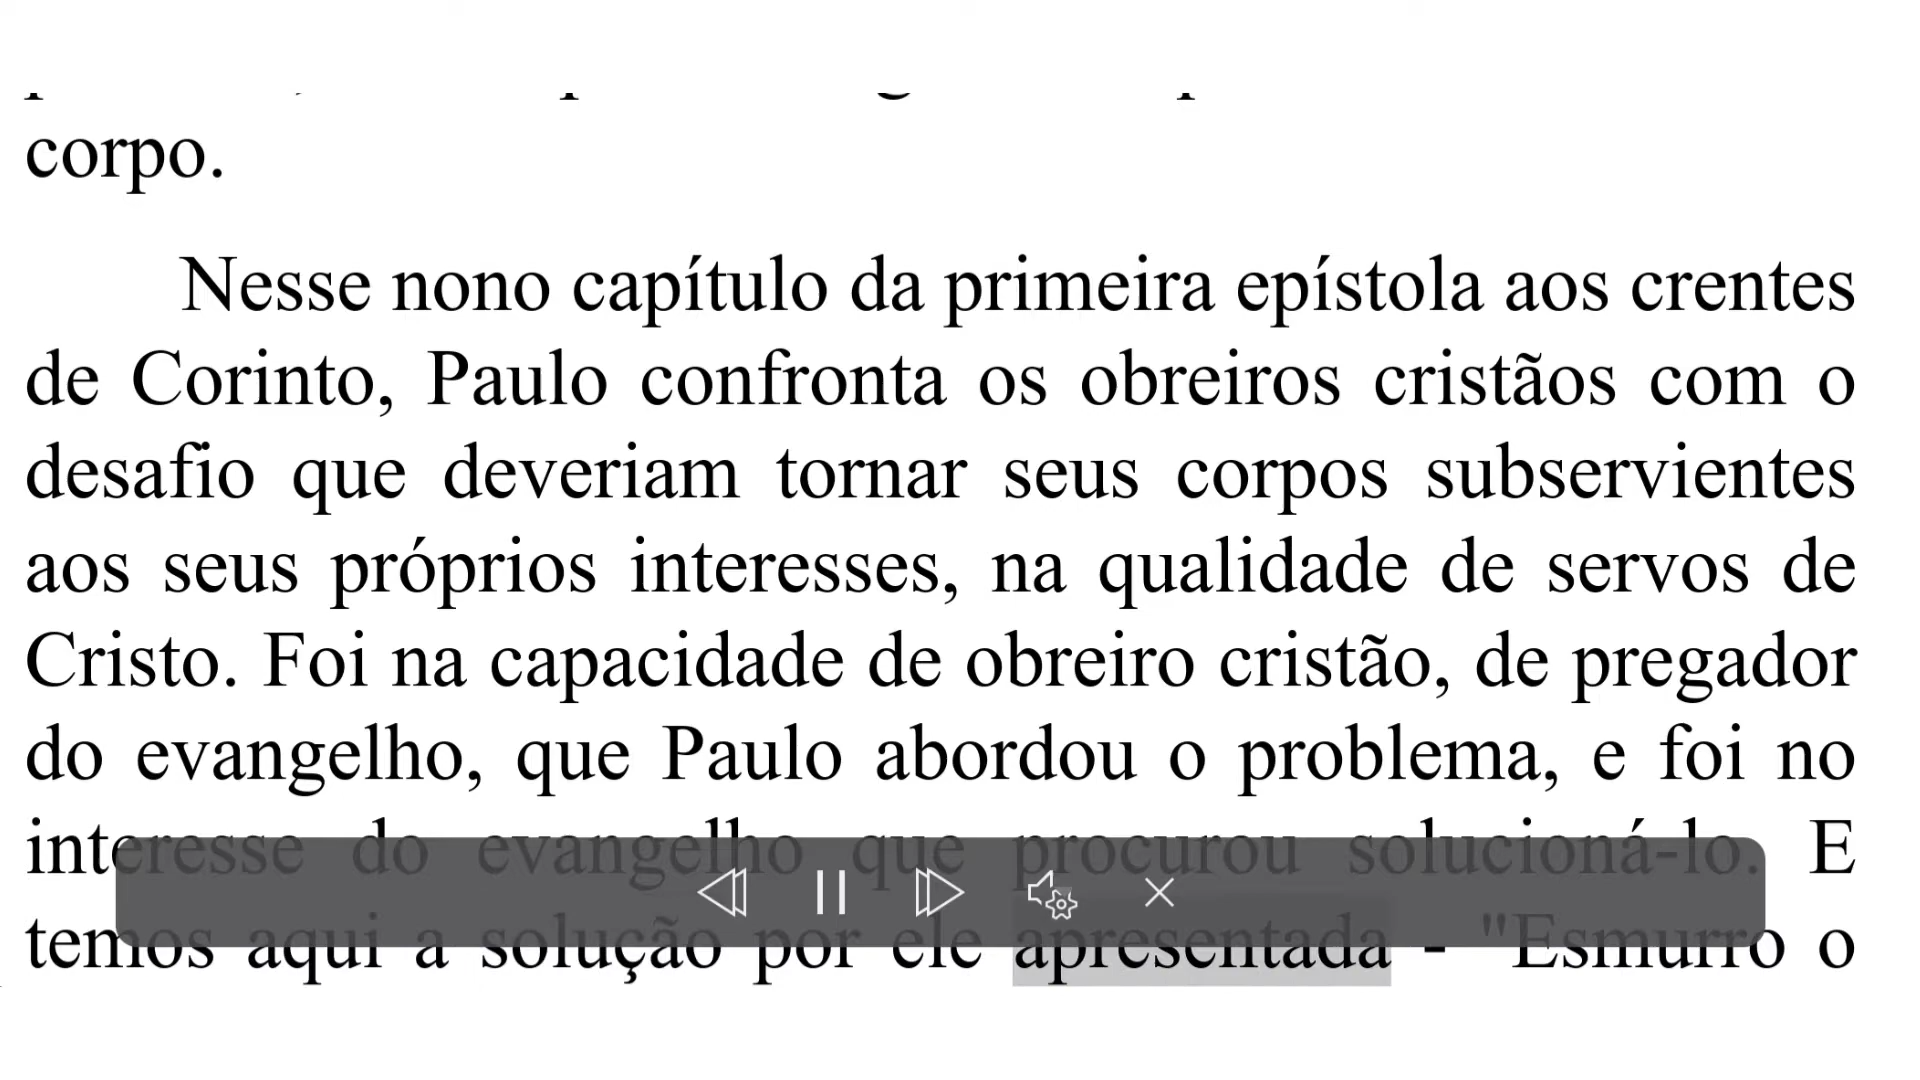 corpo.
Nesse nono capítulo da primeira epístola aos crentes
de Corinto, Paulo confronta os obreiros cristãos com o
desafio que deveriam tornar seus corpos subservientes
aos seus próprios interesses, na qualidade de servos de
Cristo. Foi na capacidade de obreiro cristão, de pregador
do evangelho, que Paulo abordou o problema, e foi no
interesse do evangelho que procurou solucioná-lo. E
temos aqui a solução por ele apresentada - "Esmurro o